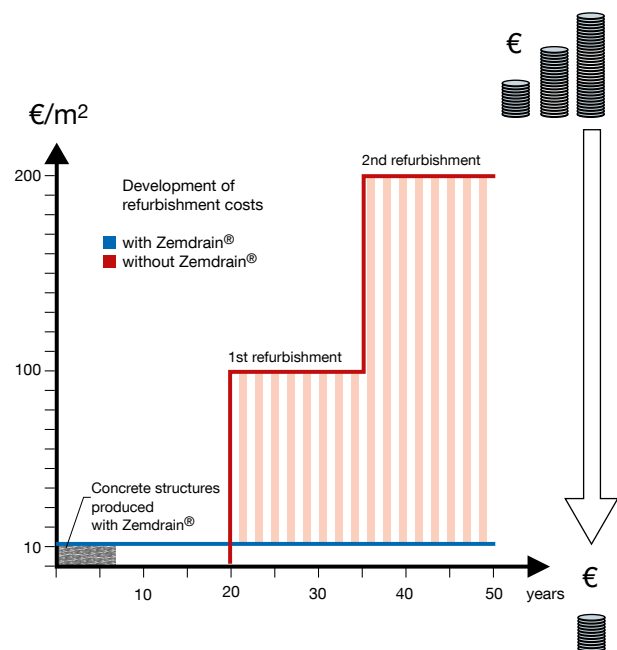 €
€/m²
200
2nd refurbishment
Development of
refurbishment costs
with Zemdrain®
without Zemdrain®
1st refurbishment
100
Concrete structures
produced
with Zemdrain®
10
10
20
30
40
50
years
€